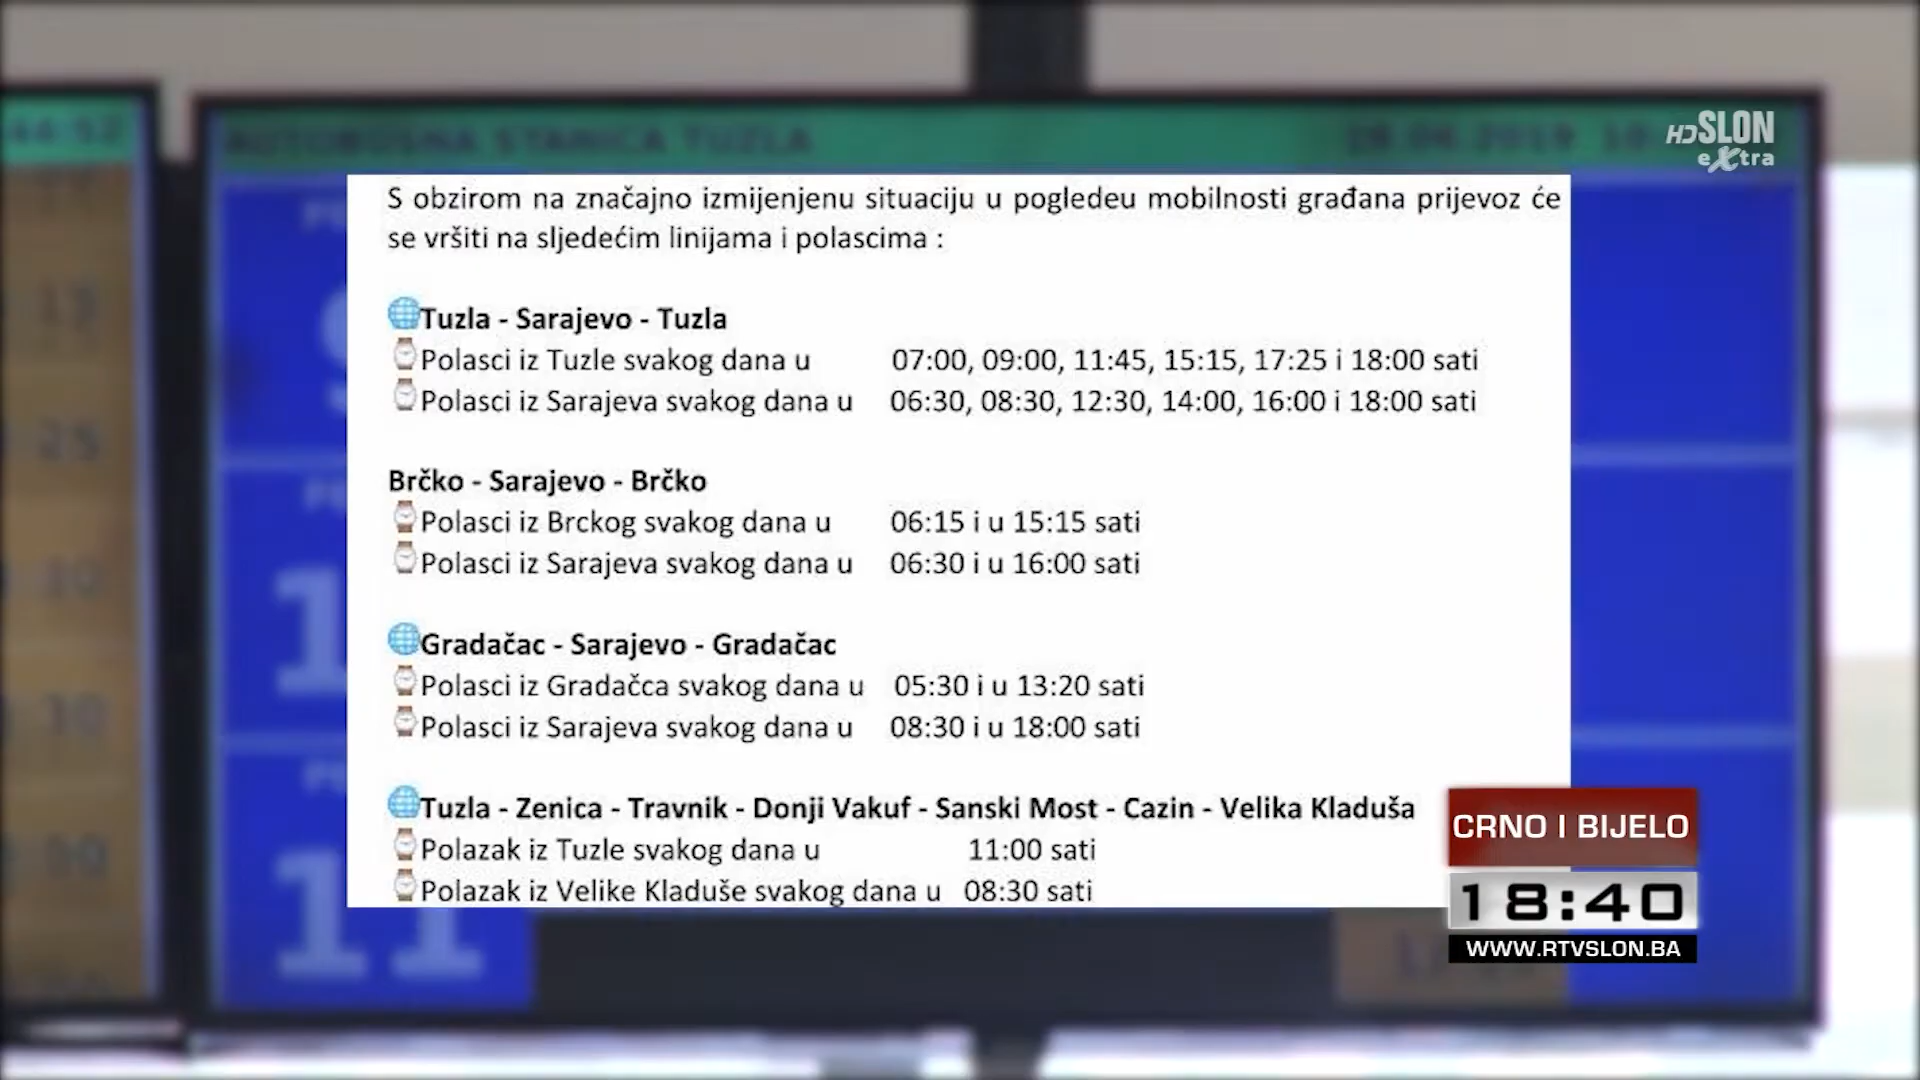 AUTOBUSNA STANICA TUZLA
HD SLON
eXtra
S obzirom na značajno izmijenjenu situaciju u pogledeu mobilnosti građana prijevoz će
se vršiti na sljedećim linijama i polascima :
Tuzla - Sarajevo - Tuzla
Polasci iz Tuzle svakog dana u 07:00, 09:00, 11:45, 15:15, 17:25 i 18:00 sati
Polasci iz Sarajeva svakog dana u 06:30, 08:30, 12:30, 14:00, 16:00 i 18:00 sati
Brčko - Sarajevo - Brčko
Polasci iz Brckog svakog dana u 06:15 i u 15:15 sati
Polasci iz Sarajeva svakog dana u 06:30 i u 16:00 sati
Gradačac - Sarajevo - Gradačac
Polasci iz Gradačca svakog dana u 05:30 i u 13:20 sati
Polasci iz Sarajeva svakog dana u 08:30 i u 18:00 sati
Tuzla - Zenica - Travnik - Donji Vakuf - Sanski Most - Cazin - Velika Kladuša
Polazak iz Tuzle svakog dana u 11:00 sati
Polazak iz Velike Kladuše svakog dana u 08:30 sati
11
CRNO I BIJELO
18:40
WWW.RTVSLON.BA